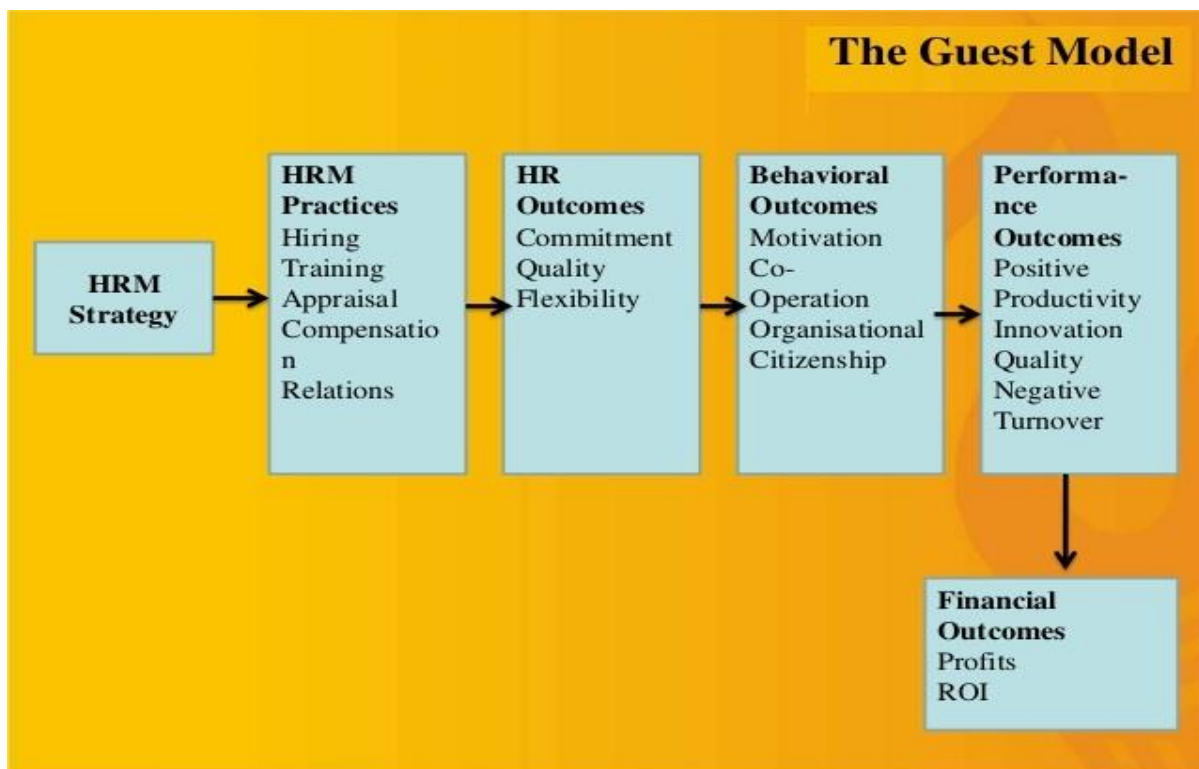 The Guest Model
HRM
Strategy
HRM
Practices
Hiring
Training
Appraisal
Compensatio
n
Relations
HR
Outcomes
Commitment
Quality
Flexibility
Behavioral
Outcomes
Motivation
Co-
Operation
Organisational
Citizenship
Performa-
nce
Outcomes
Positive
Productivity
Innovation
Quality
Negative
Turnover
Financial
Outcomes
Profits
ROI